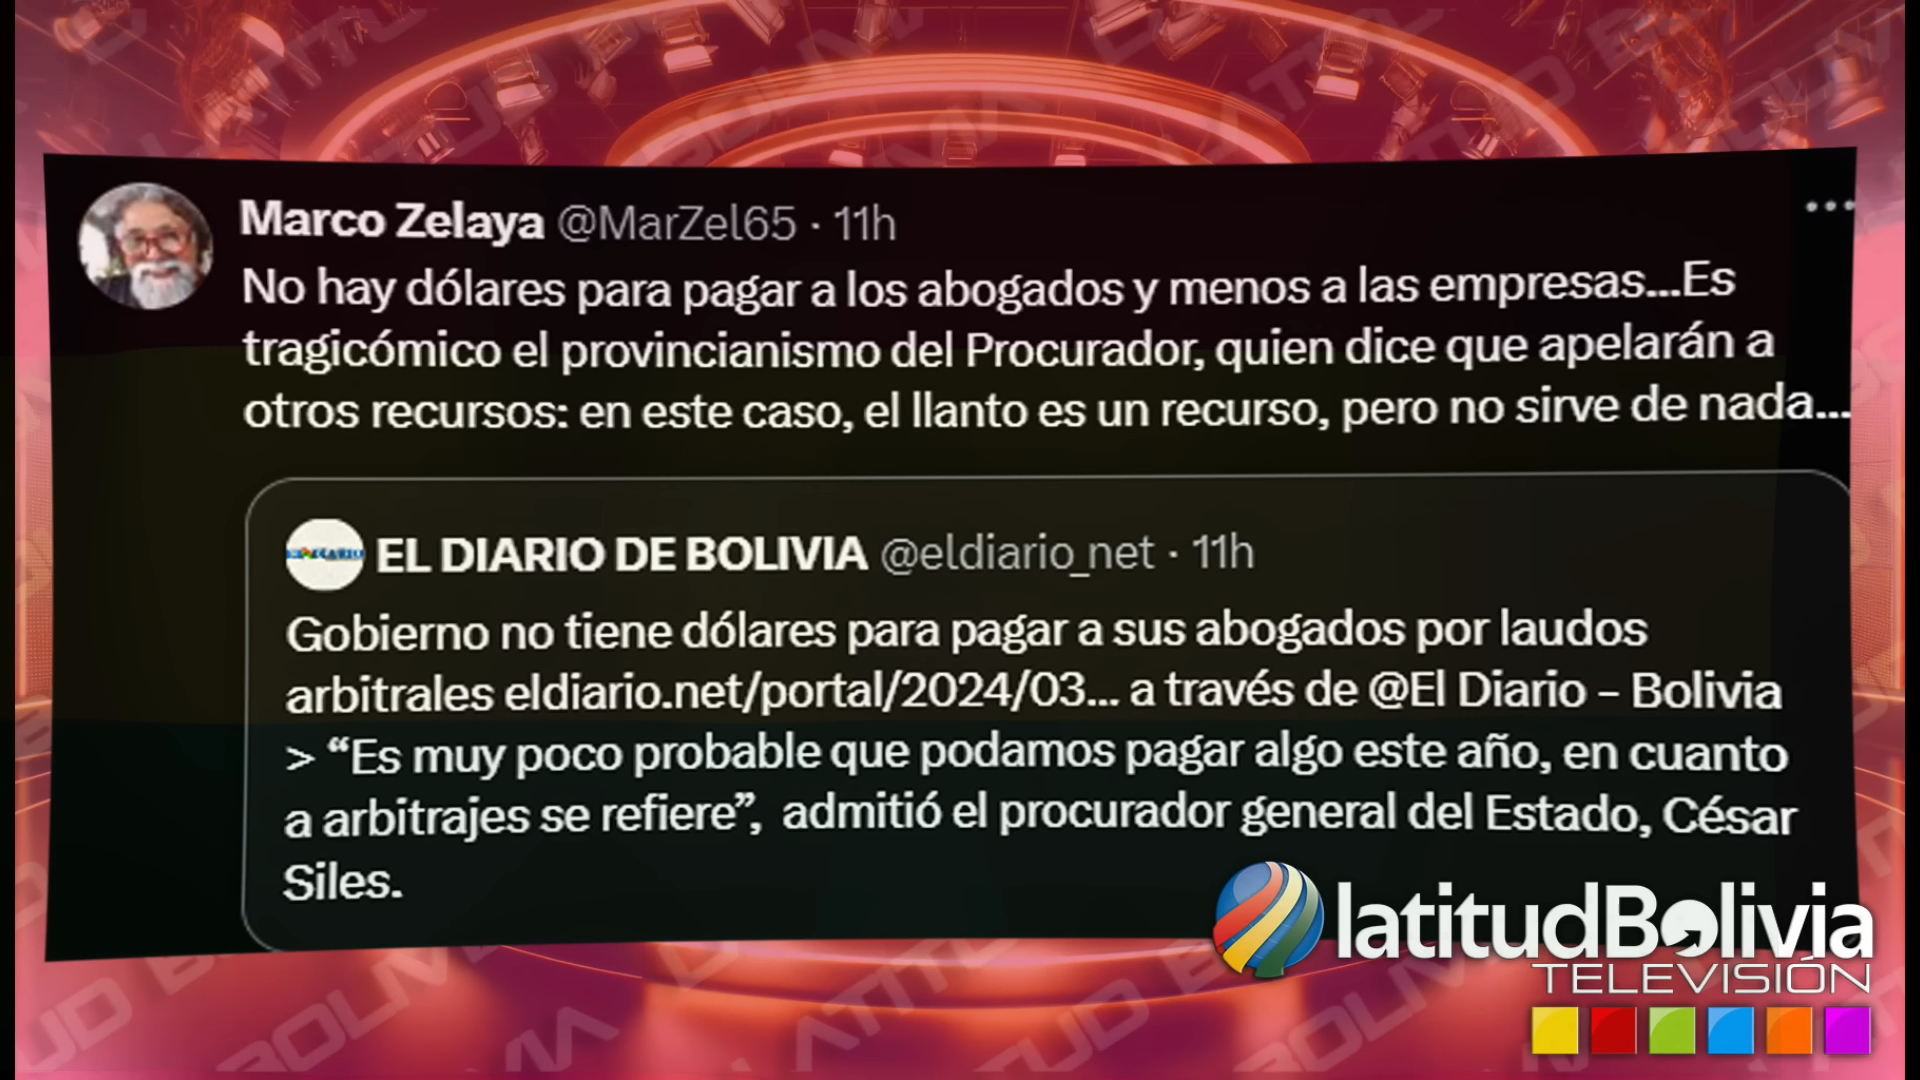 Marco Zelaya @MarZel65 · 11h
No hay dólares para pagar a los abogados y menos a las empresas...Es
tragicómico el provincianismo del Procurador, quien dice que apelarán a
otros recursos: en este caso, el llanto es un recurso, pero no sirve de nada...
EL DIARIO
EL DIARIO DE BOLIVIA @eldiario_net · 11h
Gobierno no tiene dólares para pagar a sus abogados por laudos
arbitrales eldiario.net/portal/2024/03... a través de @El Diario – Bolivia
> “Es muy poco probable que podamos pagar algo este año, en cuanto
a arbitrajes se refiere”, admitió el procurador general del Estado, César
Siles.
latitudBolivia
TELEVISIÓN